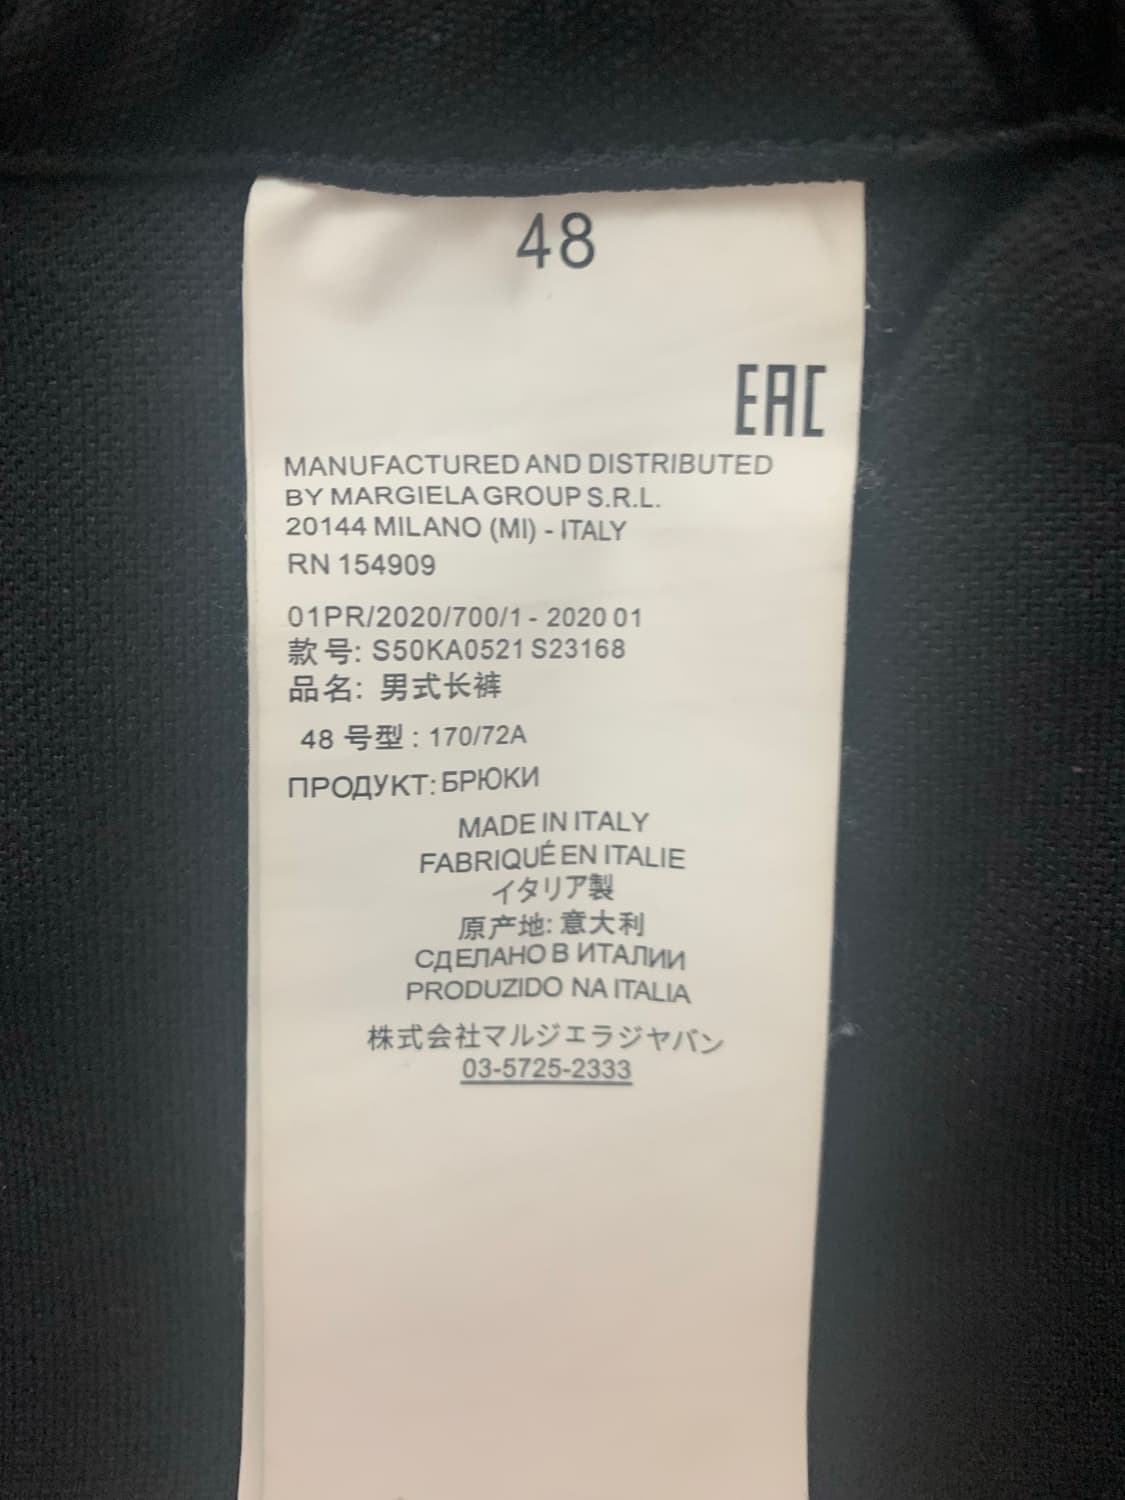 48
EAC
MANUFACTURED AND DISTRIBUTED
BY MARGIELA GROUP S.R.L.
20144 MILANO (MI) - ITALY
RN 154909
01PR/2020/700/1 - 2020 01
款号: S50KA0521 S23168
品名: 男式长裤
48 号型 : 170/72A
ПРОДУКТ: БРЮКИ
MADE IN ITALY
FABRIQUÉ EN ITALIE
イタリア製
原产地: 意大利
СДЕЛАНО В ИТАЛИИ
PRODUZIDO NA ITALIA
株式会社マルジエラジヤバン
03-5725-2333